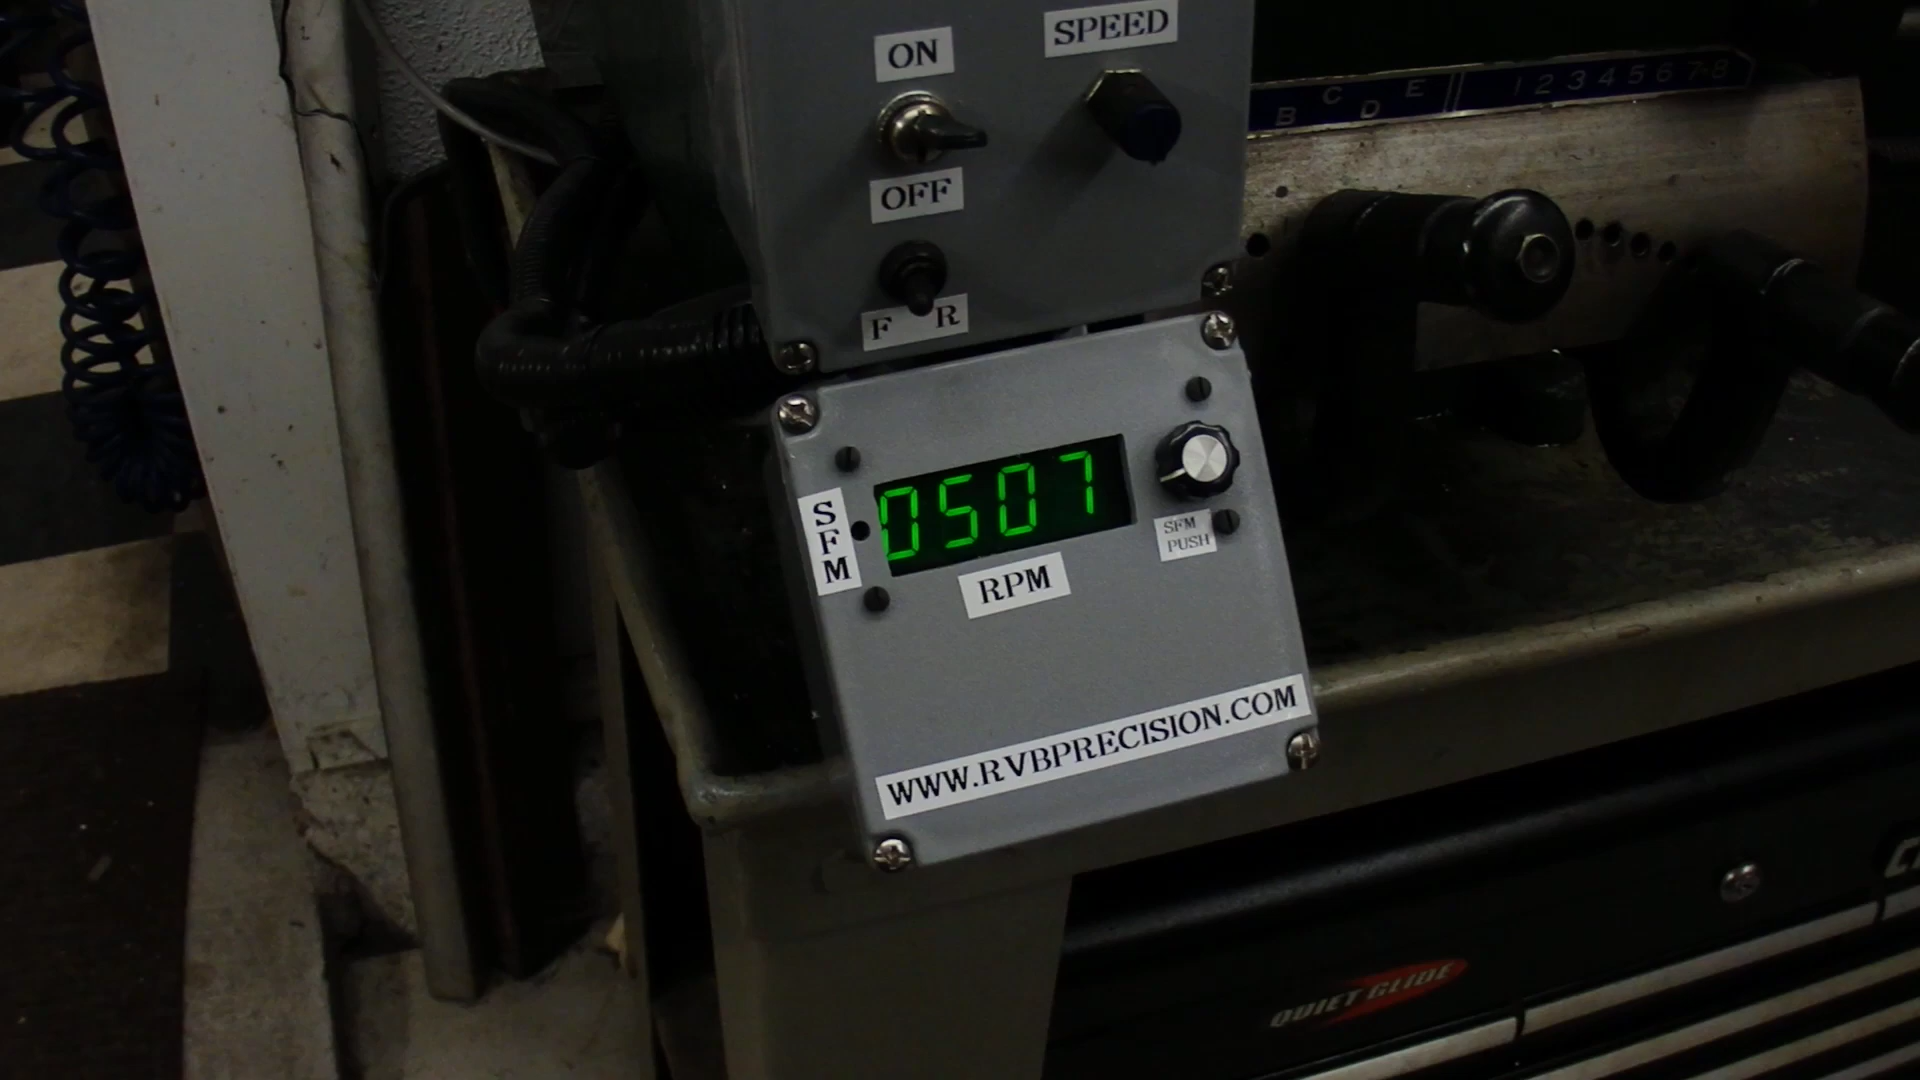 ON
SPEED
OFF
F R
B C D E 1 2 3 4 5 6 7 8
0507
SFM
SFM
PUSH
RPM
WWW.RVBPRECISION.COM
QUIET GLIDE